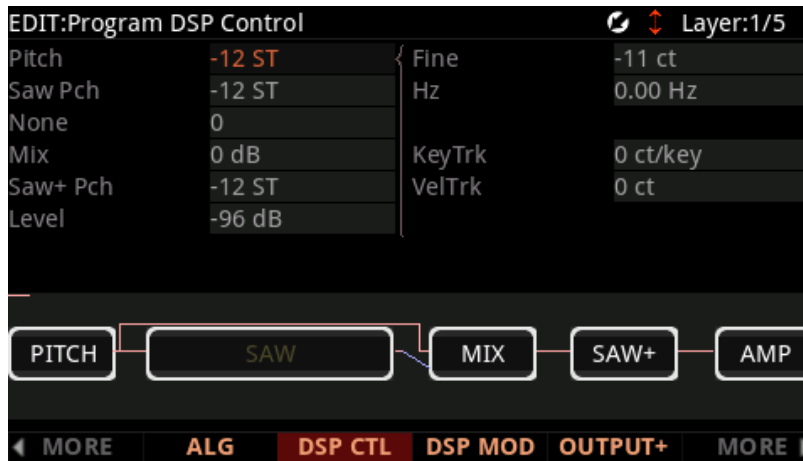 EDIT:Program DSP Control Layer:1/5
Pitch -12 ST Fine -11 ct
Saw Pch -12 ST Hz 0.00 Hz
None 0
Mix 0 dB KeyTrk 0 ct/key
Saw+ Pch -12 ST VelTrk 0 ct
Level -96 dB
PITCH SAW MIX SAW+ AMP
MORE ALG DSP CTL DSP MOD OUTPUT+ MORE